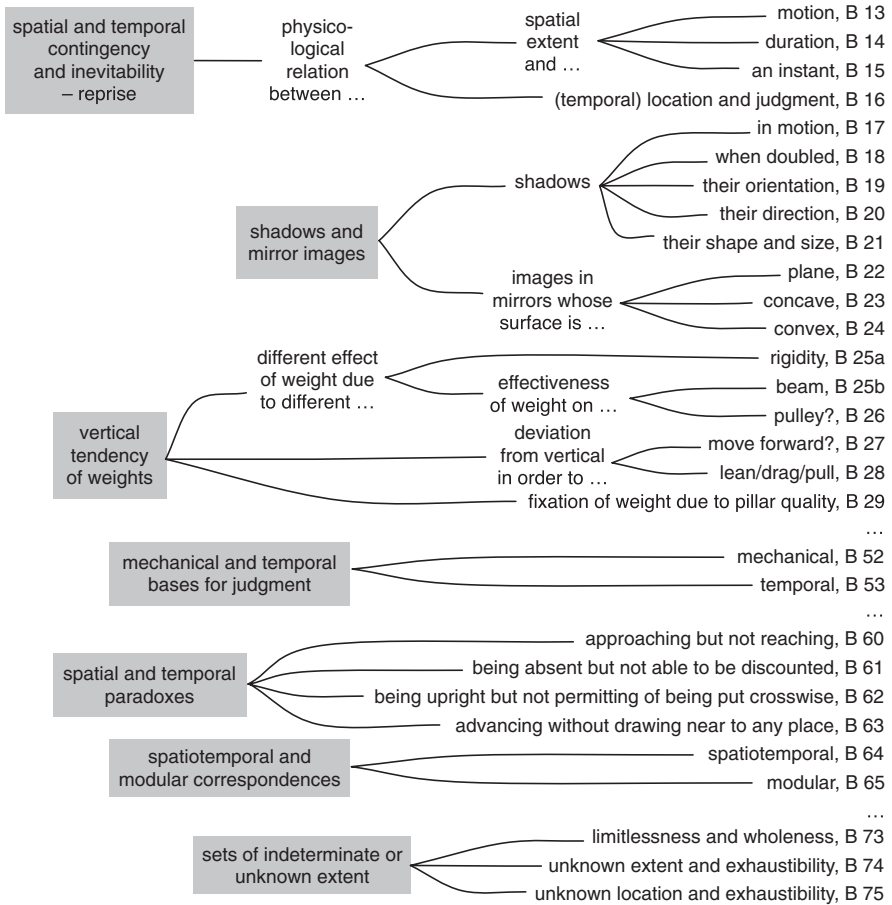 spatial and temporal
contingency
and inevitability
– reprise
physico-
logical
relation
between …
spatial
extent
and …
motion, B 13
duration, B 14
an instant, B 15
(temporal) location and judgment, B 16
shadows and
mirror images
shadows
in motion, B 17
when doubled, B 18
their orientation, B 19
their direction, B 20
their shape and size, B 21
images in
mirrors whose
surface is …
plane, B 22
concave, B 23
convex, B 24
vertical
tendency
of weights
different effect
of weight due
to different …
rigidity, B 25a
effectiveness
of weight on …
beam, B 25b
pulley?, B 26
deviation
from vertical
in order to …
move forward?, B 27
lean/drag/pull, B 28
fixation of weight due to pillar quality, B 29
…
mechanical and temporal
bases for judgment
mechanical, B 52
temporal, B 53
…
spatial and temporal
paradoxes
approaching but not reaching, B 60
being absent but not able to be discounted, B 61
being upright but not permitting of being put crosswise, B 62
advancing without drawing near to any place, B 63
spatiotemporal and
modular correspondences
spatiotemporal, B 64
modular, B 65
…
sets of indeterminate or
unknown extent
limitlessness and wholeness, B 73
unknown extent and exhaustibility, B 74
unknown location and exhaustibility, B 75